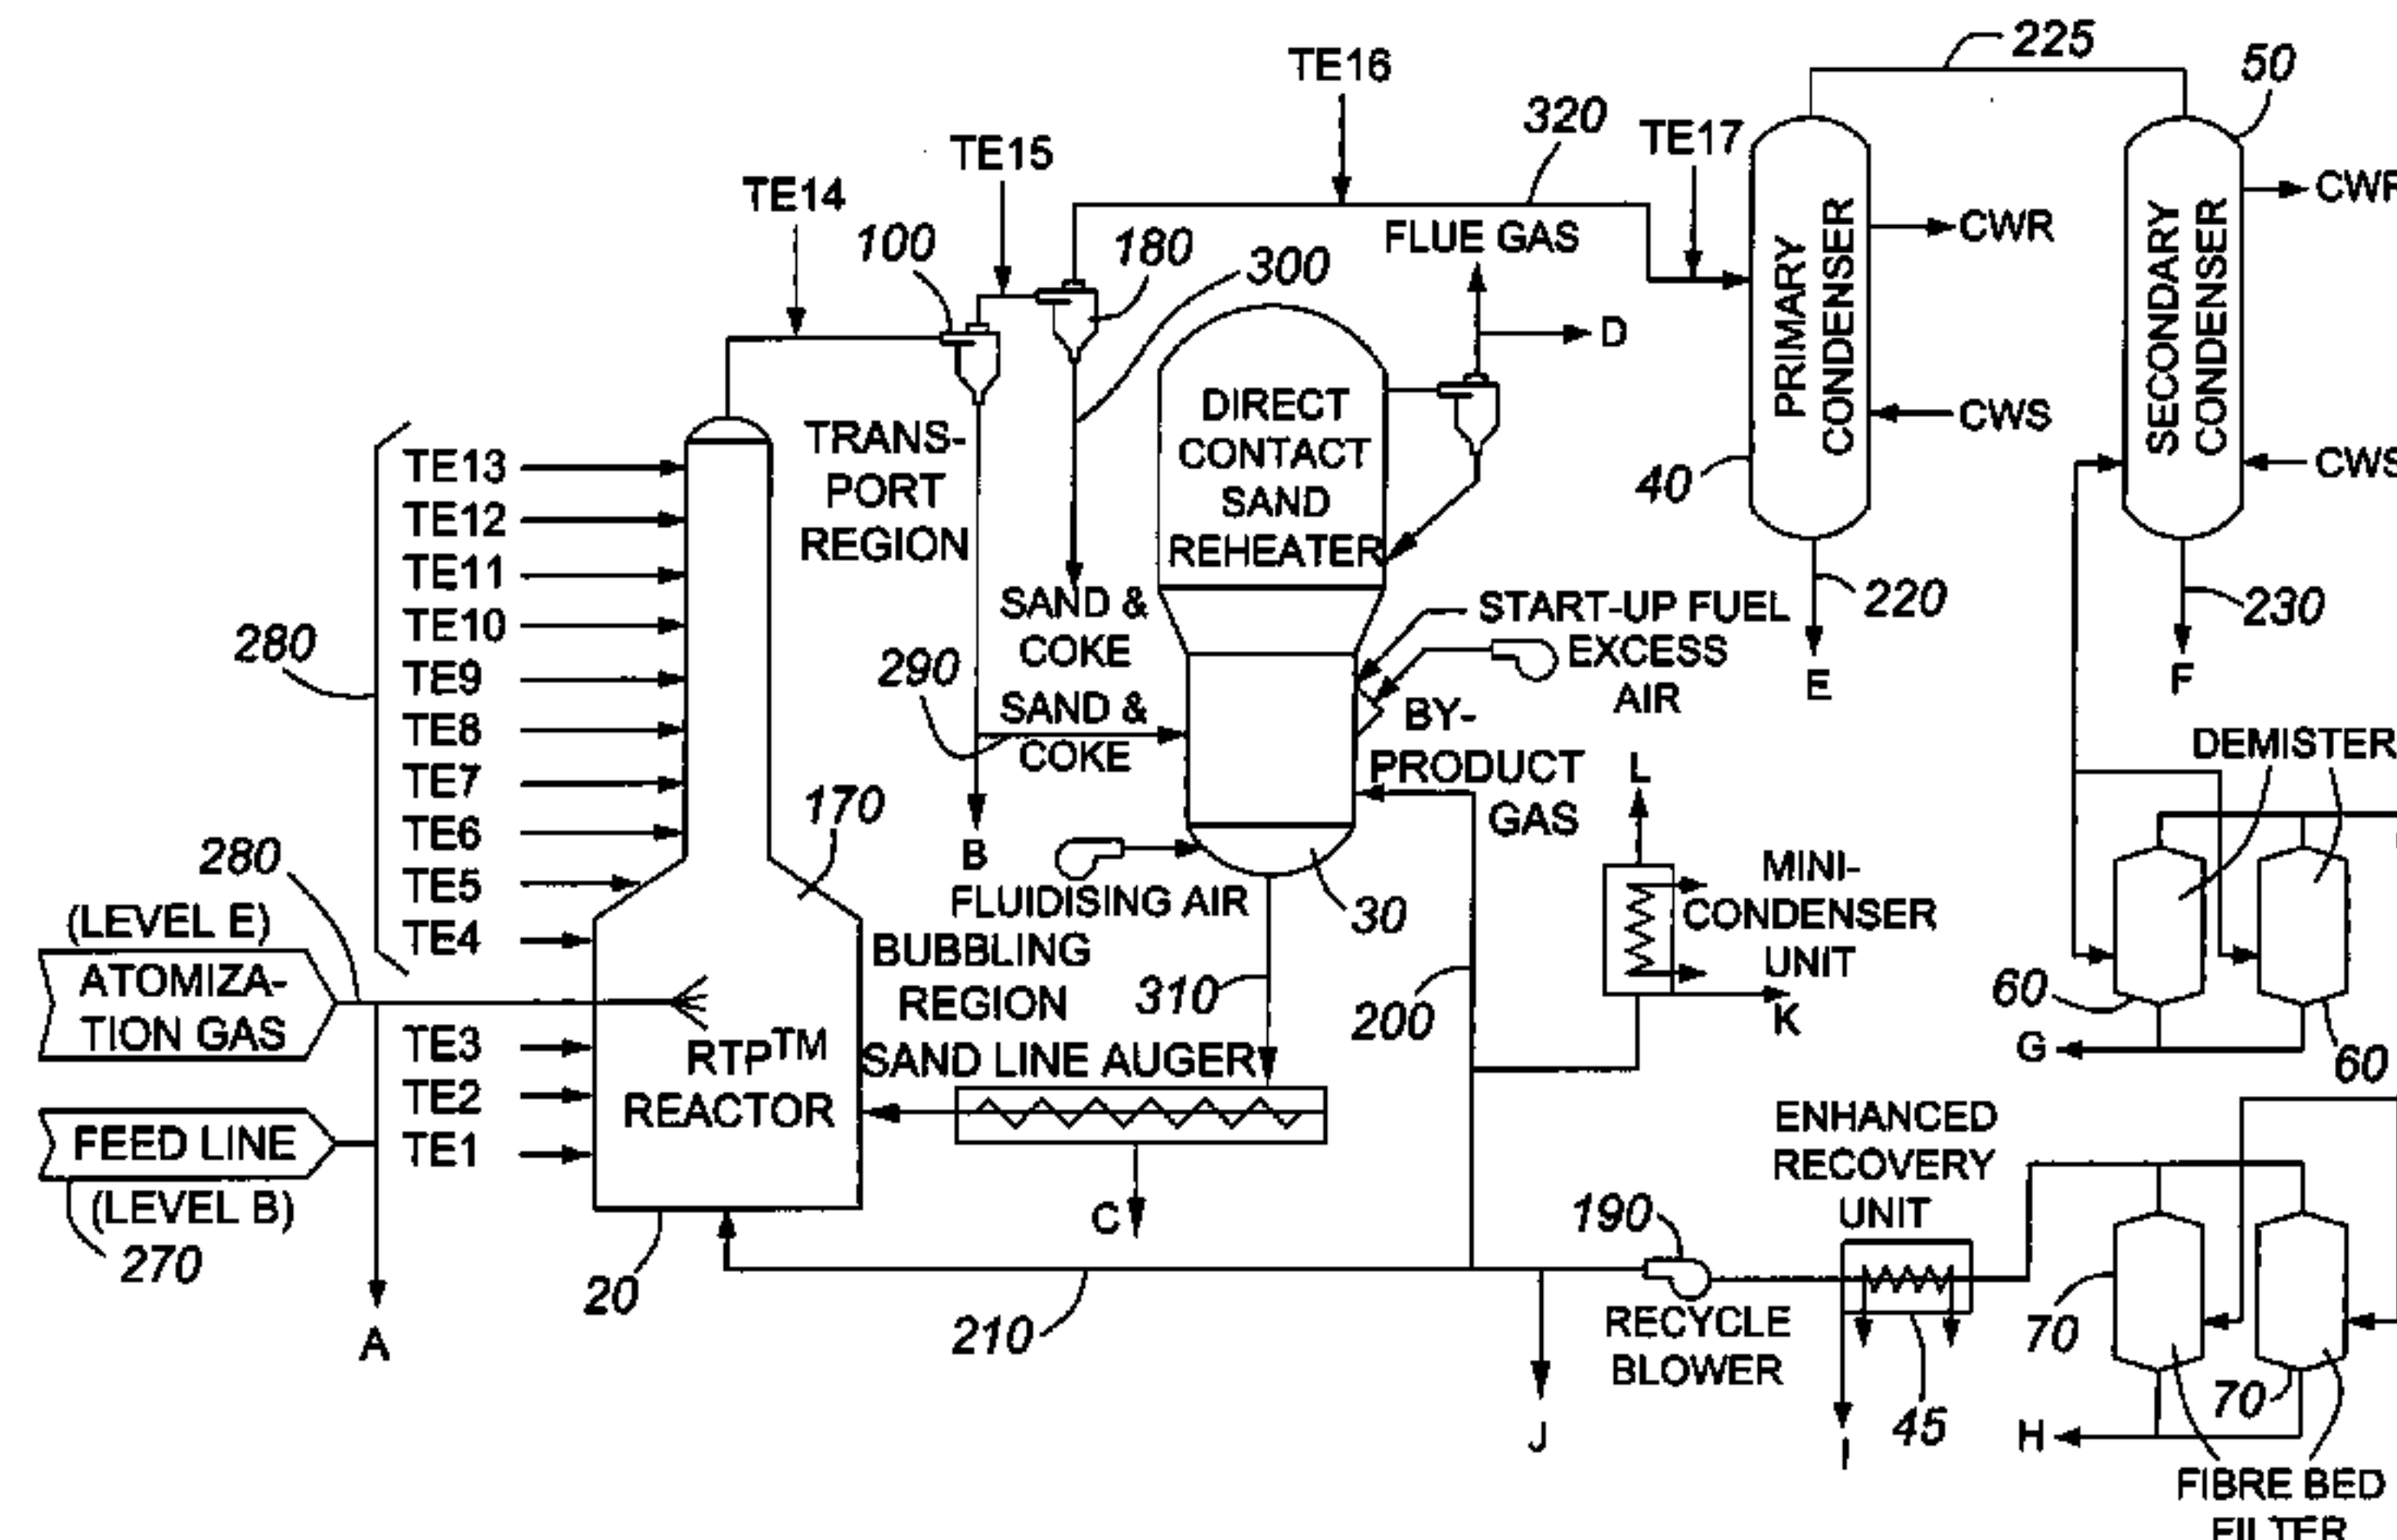 225
50
TE16
320
TE17
TE15
TE14
100
180
300
FLUE GAS
CWR
CWR
D
PRIMARY
CONDENSER
SECONDARY
CONDENSER
DIRECT
CONTACT
SAND
REHEATER
TRANS-
PORT
REGION
CWS
CWS
40
TE13
TE12
TE11
TE10
TE9
TE8
TE7
TE6
TE5
TE4
280
SAND &
COKE
START-UP FUEL
EXCESS
AIR
220
230
E
F
290
SAND &
COKE
BY-
PRODUCT
GAS
L
DEMISTER
170
280
B
FLUIDISING AIR
30
MINI-
CONDENSER
UNIT
K
(LEVEL E)
ATOMIZA-
TION GAS
BUBBLING
REGION
310
200
60
60
G
TE3
TE2
TE1
RTP™
REACTOR
SAND LINE AUGER
FEED LINE
(LEVEL B)
270
C
ENHANCED
RECOVERY
UNIT
190
20
210
RECYCLE
BLOWER
70
70
A
J
I
45
H
FIBRE BED
FILTER